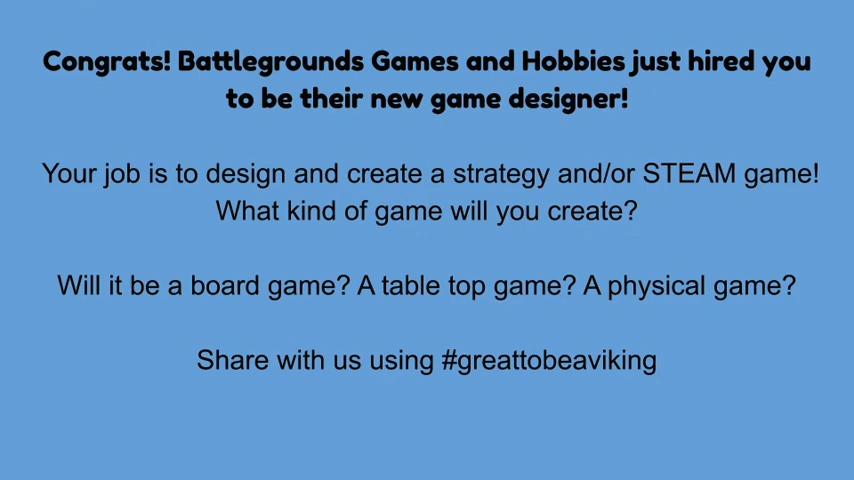 Congrats! Battlegrounds Games and Hobbies just hired you
to be their new game designer!
Your job is to design and create a strategy and/or STEAM game!
What kind of game will you create?
Will it be a board game? A table top game? A physical game?
Share with us using #greattobeaviking